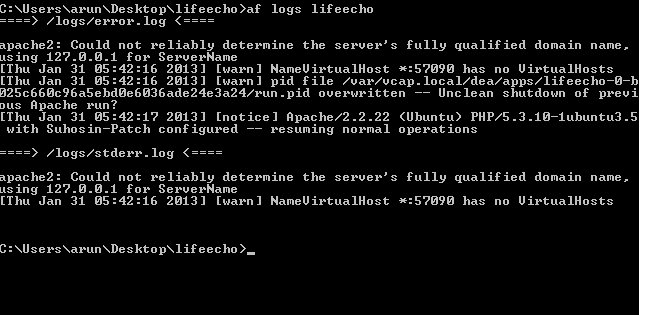 C:\Users\arun\Desktop\lifeecho>af logs lifeecho
====> /logs/error.log <====
apache2: Could not reliably determine the server's fully qualified domain name,
using 127.0.0.1 for ServerName
[Thu Jan 31 05:42:16 2013] [warn] NameVirtualHost *:57090 has no VirtualHosts
[Thu Jan 31 05:42:16 2013] [warn] pid file /var/vcap.local/dea/apps/lifeecho-0-b
025c660c96a5ebd0e6036ade24e3a24/run.pid overwritten -- Unclean shutdown of previ
ous Apache run?
[Thu Jan 31 05:42:17 2013] [notice] Apache/2.2.22 (Ubuntu) PHP/5.3.10-1ubuntu3.5
with Suhosin-Patch configured -- resuming normal operations
====> /logs/stderr.log <====
apache2: Could not reliably determine the server's fully qualified domain name,
using 127.0.0.1 for ServerName
[Thu Jan 31 05:42:16 2013] [warn] NameVirtualHost *:57090 has no VirtualHosts
C:\Users\arun\Desktop\lifeecho>_